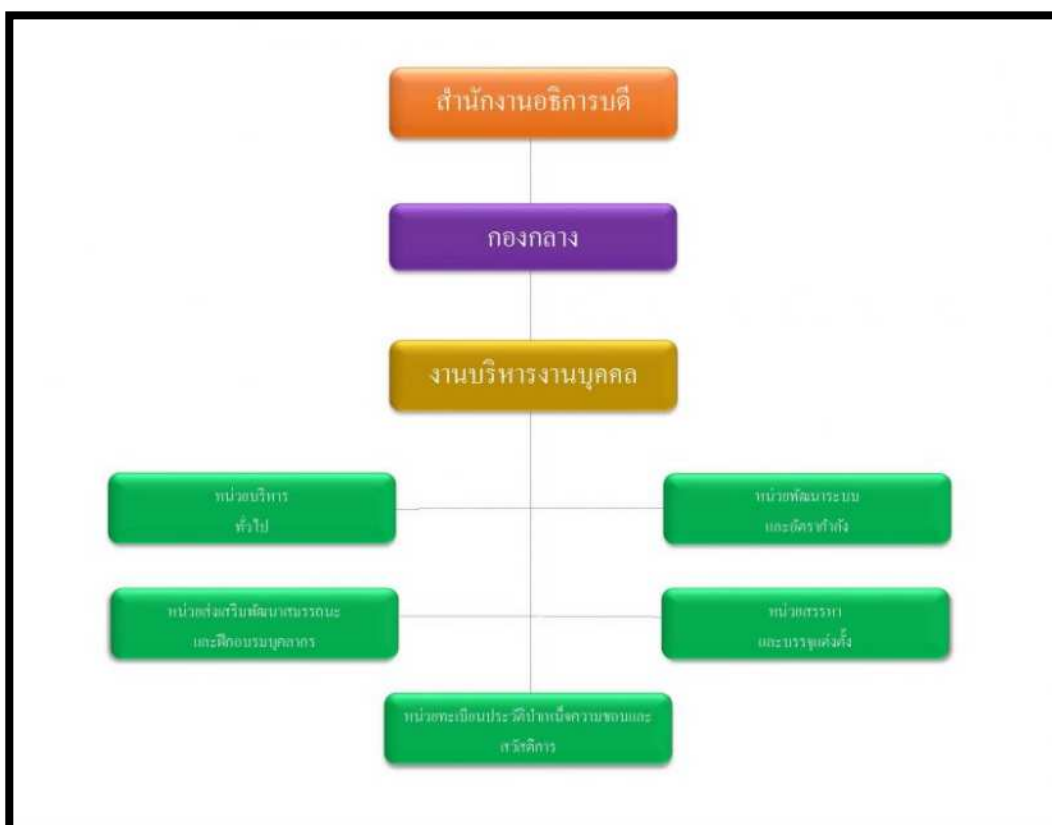 สำนักงานอธิการบดี
กองกลาง
งานบริหารงานบุคคล
หน่วยบริหาร
ทั่วไป
หน่วยพัฒนาระบบ
และอัตรากำลัง
หน่วยส่งเสริมพัฒนาสมรรถนะ
และฝึกอบรมบุคลากร
หน่วยสรรหา
และบรรจุแต่งตั้ง
หน่วยทะเบียนประวัติบำเหน็จความชอบและ
สวัสดิการ